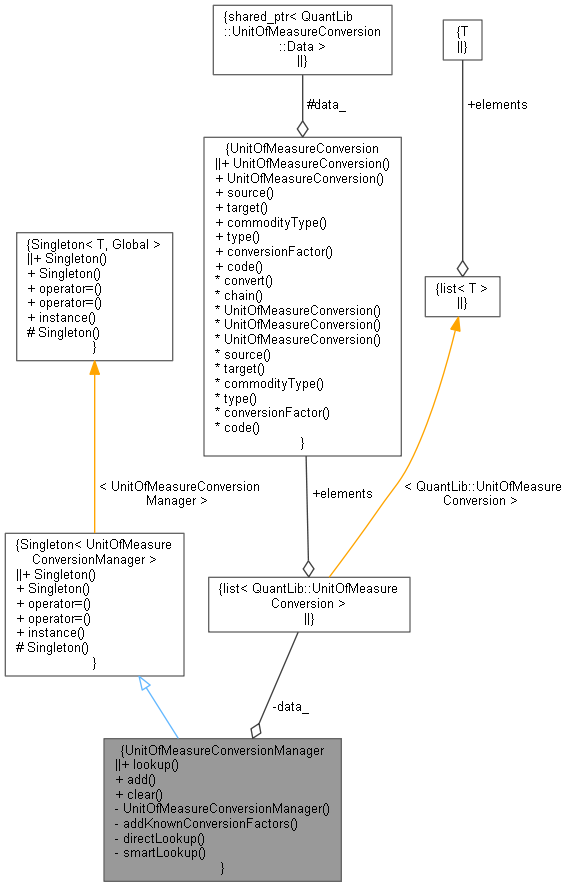 {shared_ptr< QuantLib
::UnitOfMeasureConversion
::Data >
||}
{T
||}
#data_
+elements
{UnitOfMeasureConversion
||+ UnitOfMeasureConversion()
+ UnitOfMeasureConversion()
+ source()
+ target()
+ commodityType()
+ type()
+ conversionFactor()
+ code()
* convert()
* chain()
* UnitOfMeasureConversion()
* UnitOfMeasureConversion()
* UnitOfMeasureConversion()
* source()
* target()
* commodityType()
* type()
* conversionFactor()
* code()
}
{Singleton< T, Global >
||+ Singleton()
+ Singleton()
+ operator=()
+ operator=()
+ instance()
# Singleton()
}
{list< T >
||}
< UnitOfMeasureConversion
Manager >
+elements
< QuantLib::UnitOfMeasure
Conversion >
{Singleton< UnitOfMeasure
ConversionManager >
||+ Singleton()
+ Singleton()
+ operator=()
+ operator=()
+ instance()
# Singleton()
}
{list< QuantLib::UnitOfMeasure
Conversion >
||}
-data_
{UnitOfMeasureConversionManager
||+ lookup()
+ add()
+ clear()
- UnitOfMeasureConversionManager()
- addKnownConversionFactors()
- directLookup()
- smartLookup()
}